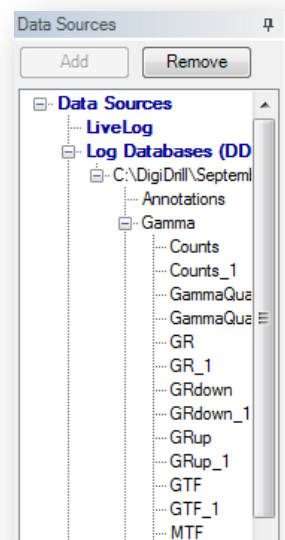 Data Sources
Add Remove
Data Sources
LiveLog
Log Databases (DD
C:\DigiDrill\Septeml
Annotations
Gamma
Counts
Counts_1
GammaQua
GammaQua
GR
GR_1
GRdown
GRdown_1
GRup
GRup_1
GTF
GTF_1
MTF